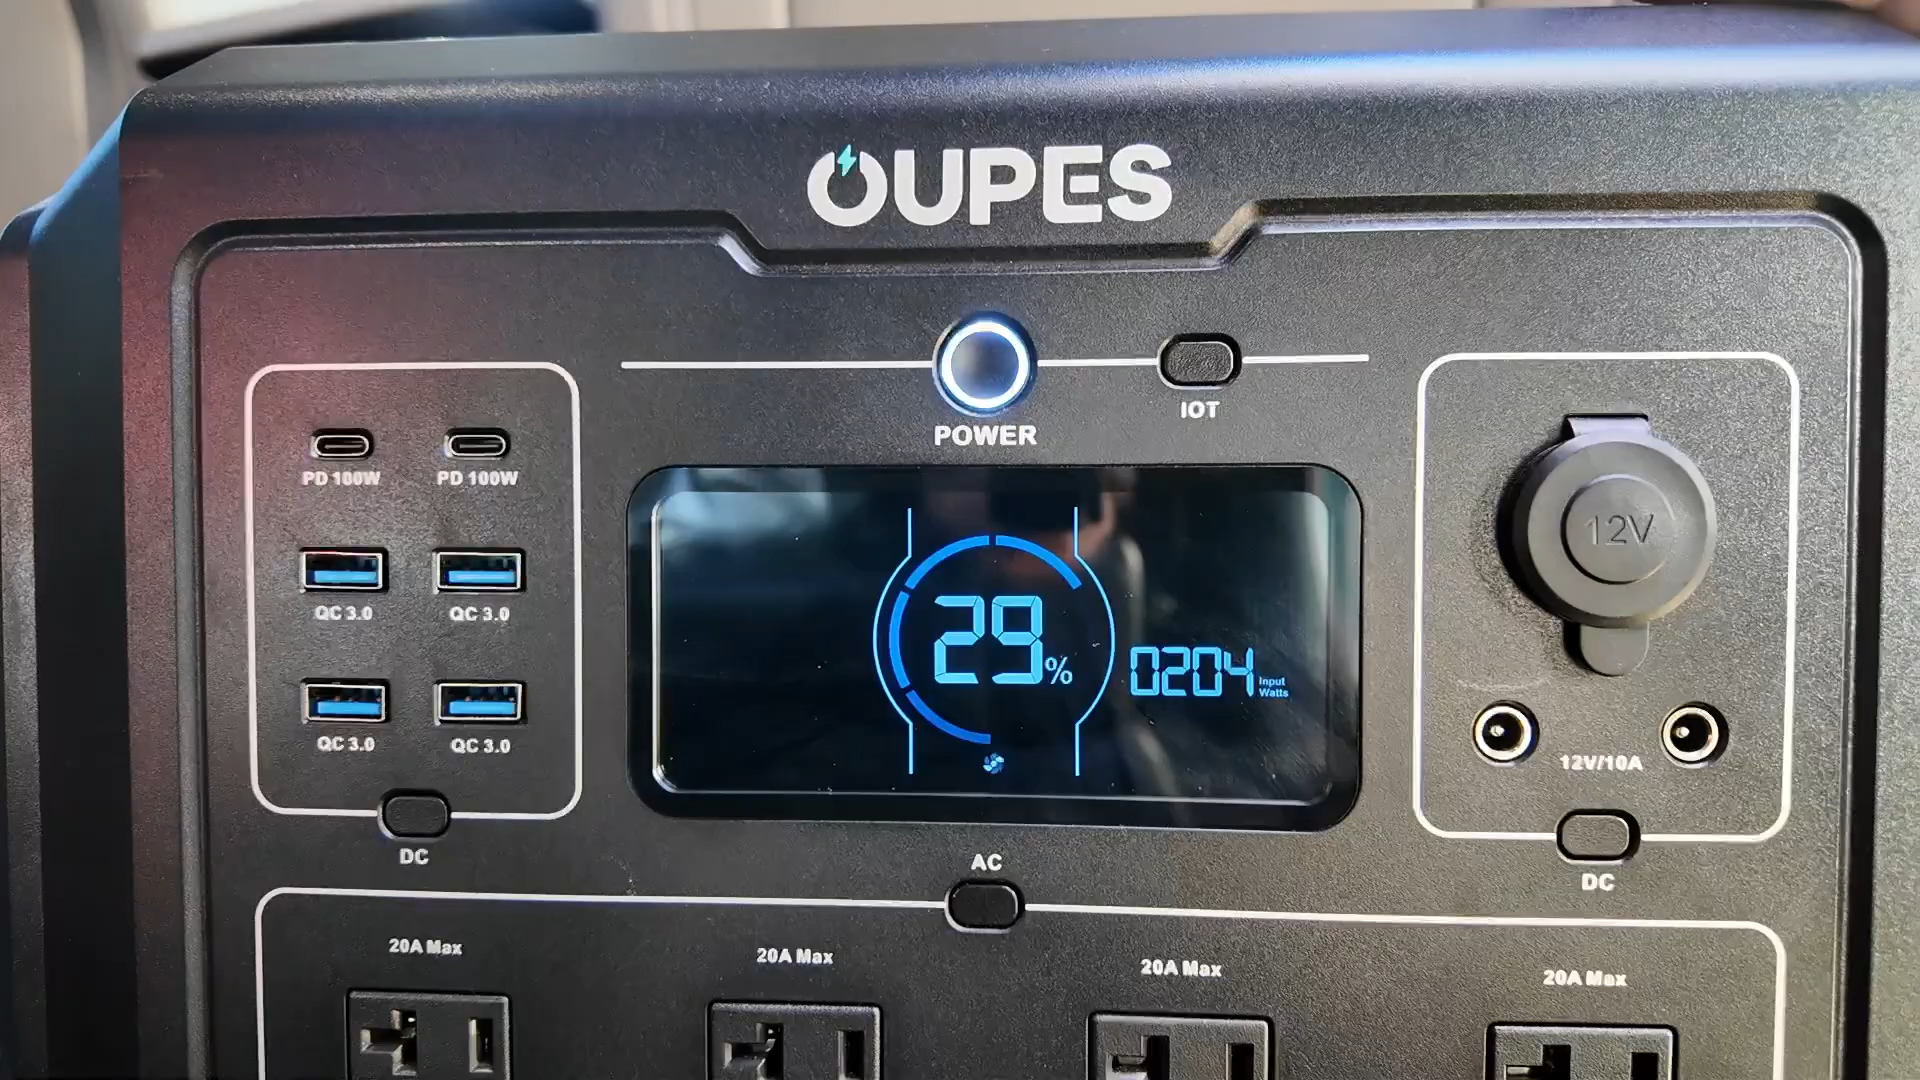 OUPES
POWER
IOT
PD 100W
PD 100W
QC 3.0
QC 3.0
QC 3.0
QC 3.0
DC
29%
0204 Input Watts
12V
12V/10A
DC
AC
20A Max
20A Max
20A Max
20A Max